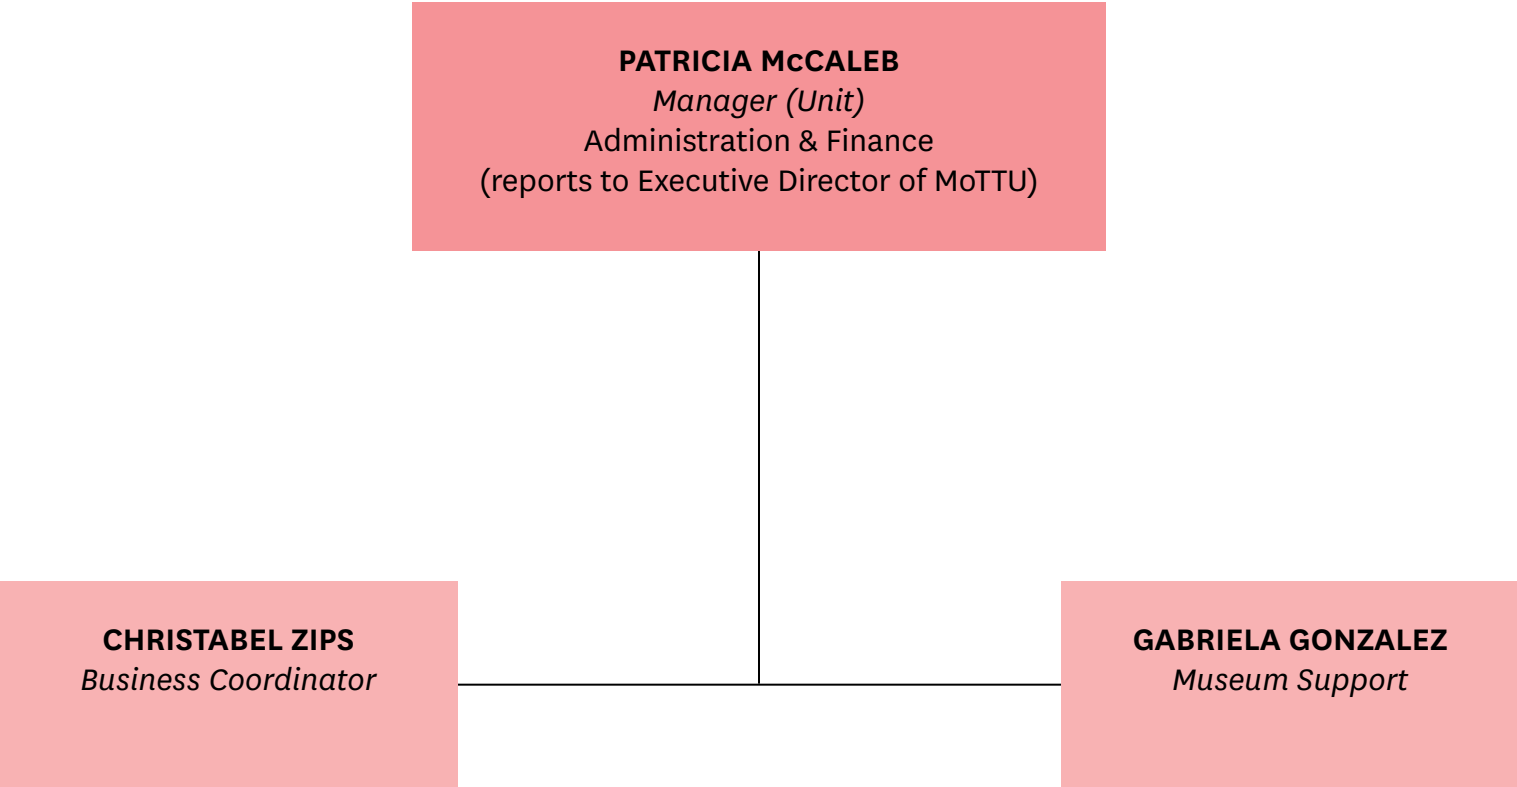 PATRICIA McCALEB
Manager (Unit)
Administration & Finance
(reports to Executive Director of MoTTU)
CHRISTABEL ZIPS
Business Coordinator
GABRIELA GONZALEZ
Museum Support